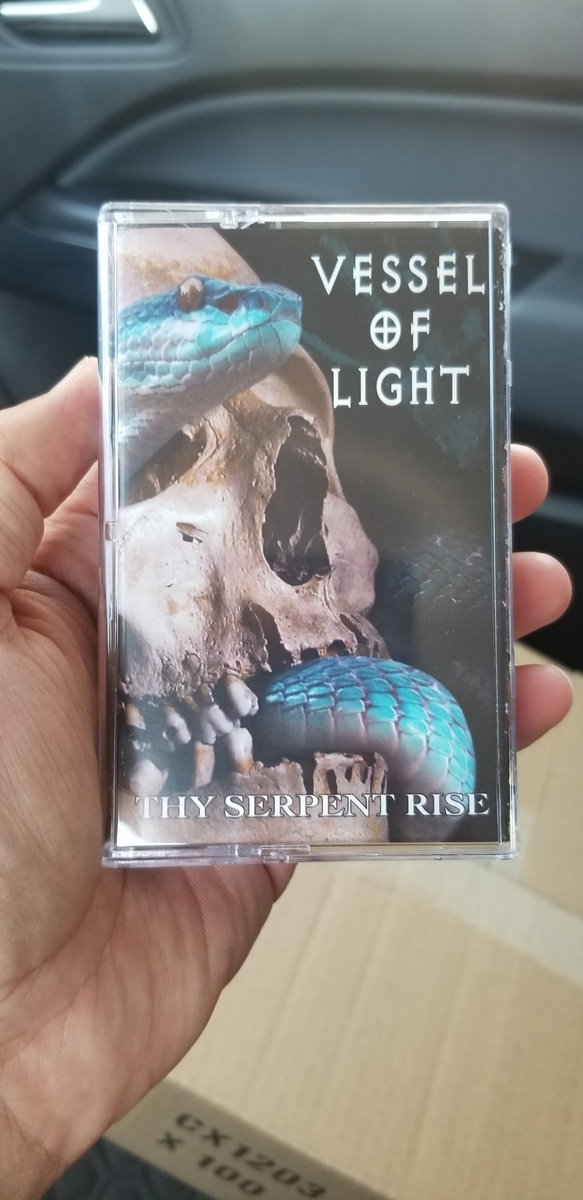 VESSEL
OF
LIGHT
THY SERPENT RISE
CX1203
X 100